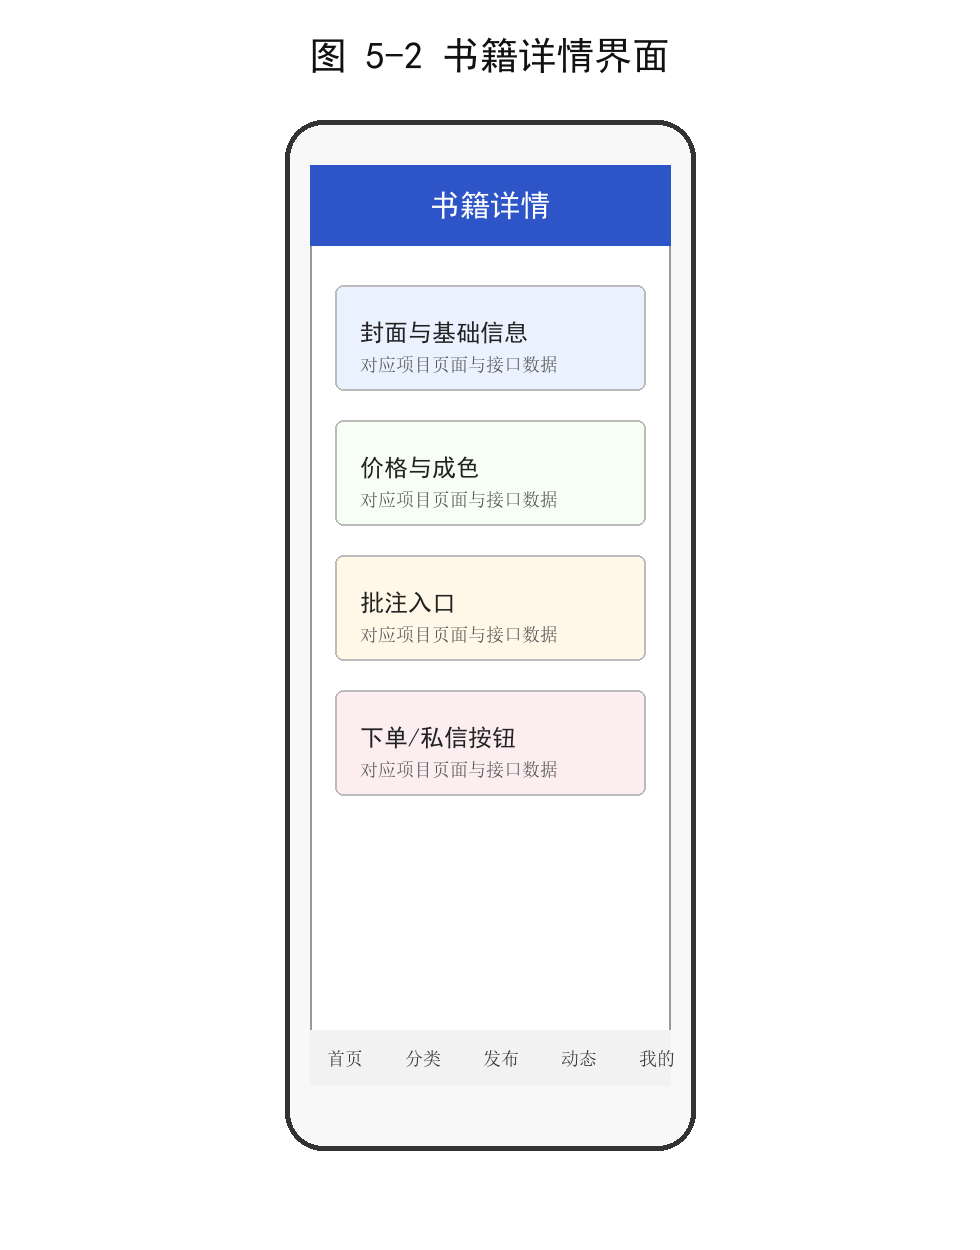 图 5-2 书籍详情界面
书籍详情
封面与基础信息
对应项目页面与接口数据
价格与成色
对应项目页面与接口数据
批注入口
对应项目页面与接口数据
下单/私信按钮
对应项目页面与接口数据
首页 分类 发布 动态 我的